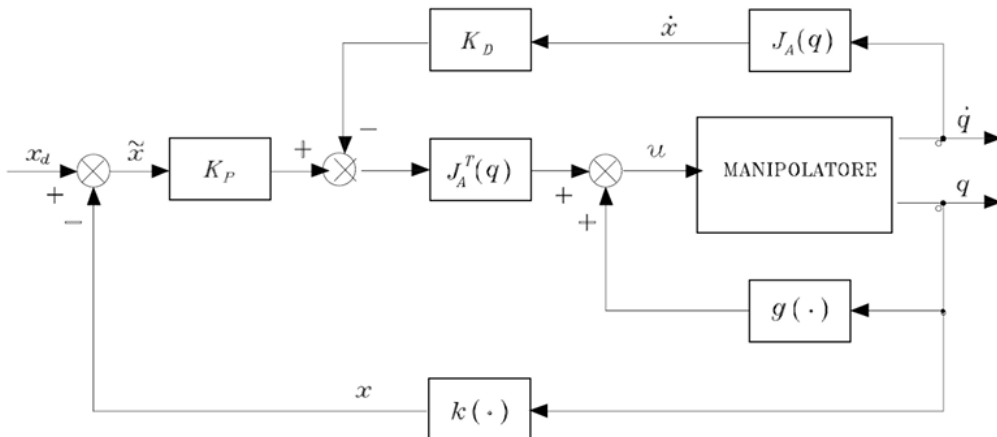 K_D
ẋ
J_A(q)
−
q̇
x_d
x̃
K_P
+
J_A^T(q)
u
MANIPOLATORE
+
+
−
+
q
g(·)
x
k(·)